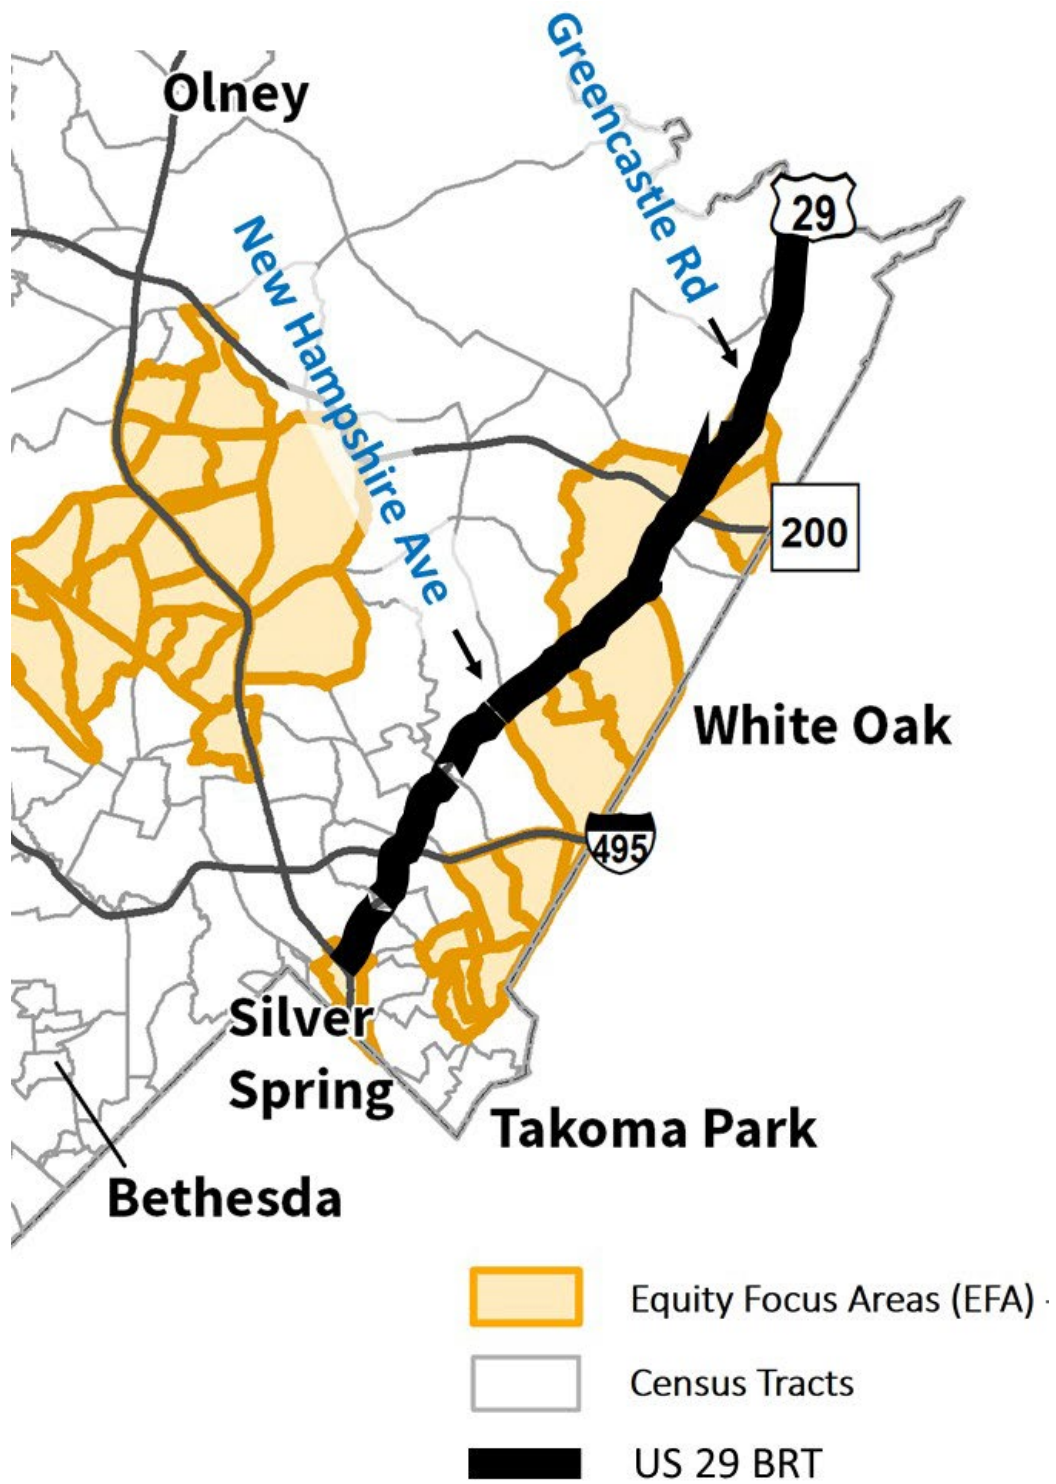 Olney
Greencastle Rd
29
New Hampshire Ave
200
White Oak
495
Silver
Spring
Takoma Park
Bethesda
Equity Focus Areas (EFA) -
Census Tracts
US 29 BRT